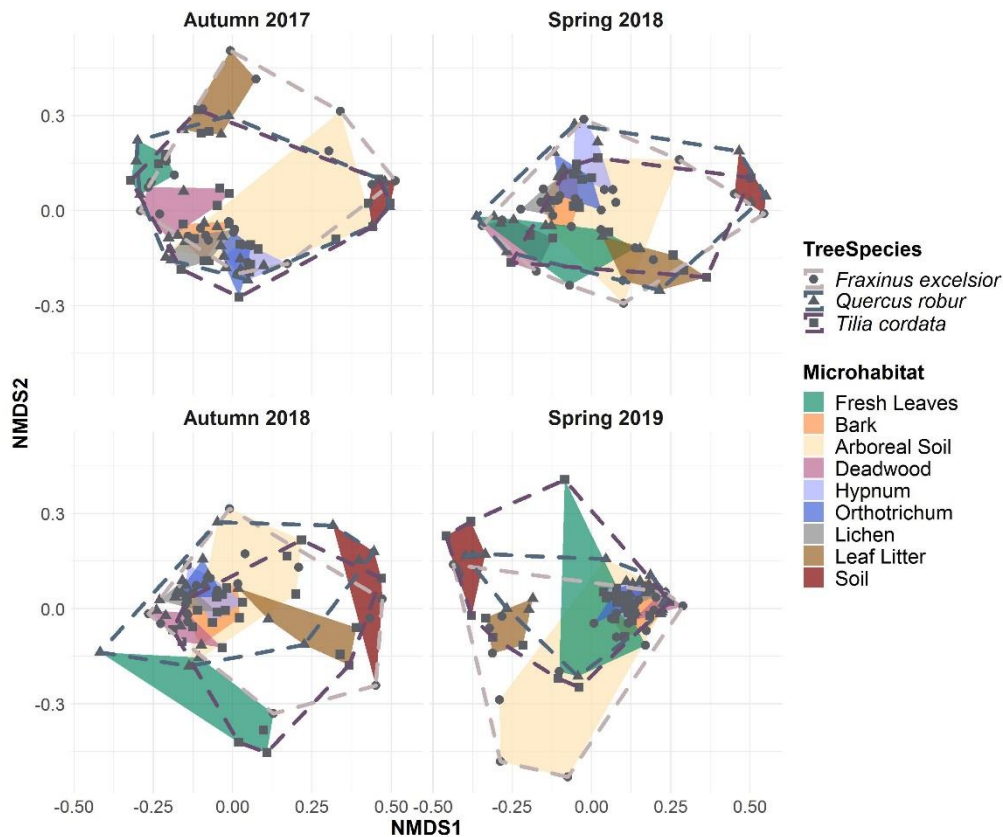 Autumn 2017
Spring 2018
0.3
0.0
-0.3
NMDS2
Autumn 2018
Spring 2019
0.3
0.0
-0.3
-0.50 -0.25 0.00 0.25 0.50 -0.50 -0.25 0.00 0.25 0.50
NMDS1
TreeSpecies
Fraxinus excelsior
Quercus robur
Tilia cordata
Microhabitat
Fresh Leaves
Bark
Arboreal Soil
Deadwood
Hypnum
Orthotrichum
Lichen
Leaf Litter
Soil